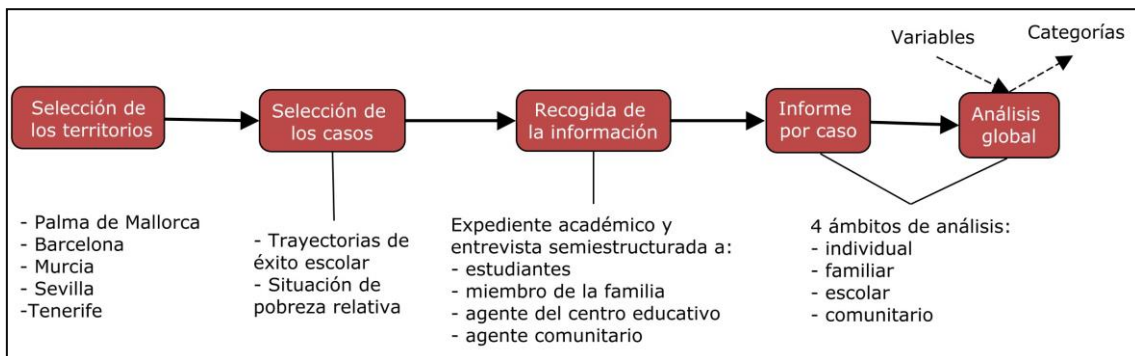 Variables
Categorías
Selección de
los territorios
Selección de
los casos
Recogida de
la información
Informe
por caso
Análisis
global
- Palma de Mallorca
- Barcelona
- Murcia
- Sevilla
-Tenerife
- Trayectorias de
éxito escolar
- Situación de
pobreza relativa
Expediente académico y
entrevista semiestructurada a:
- estudiantes
- miembro de la familia
- agente del centro educativo
- agente comunitario
4 ámbitos de análisis:
- individual
- familiar
- escolar
- comunitario